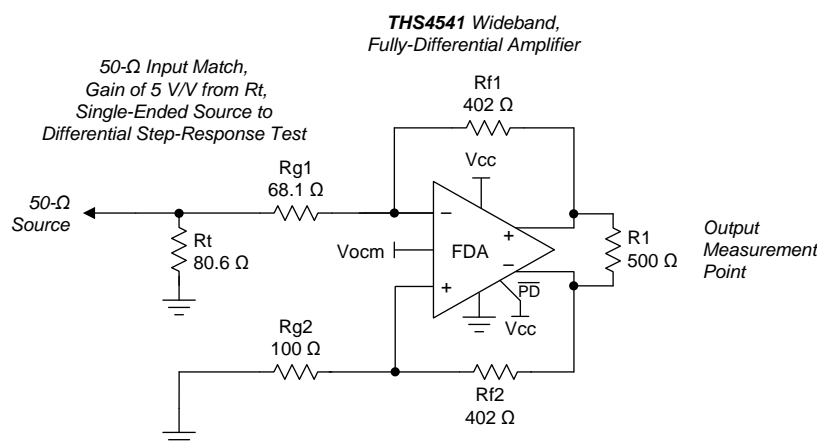 THS4541 Wideband,
Fully-Differential Amplifier
50-Ω Input Match,
Gain of 5 V/V from Rt,
Single-Ended Source to
Differential Step-Response Test
Rf1
402 Ω
Vcc
Rg1
68.1 Ω
50-Ω
Source
Rt
80.6 Ω
Vocm
–
+
FDA
+
–
PD
Vcc
R1
500 Ω
Output
Measurement
Point
Rg2
100 Ω
Rf2
402 Ω